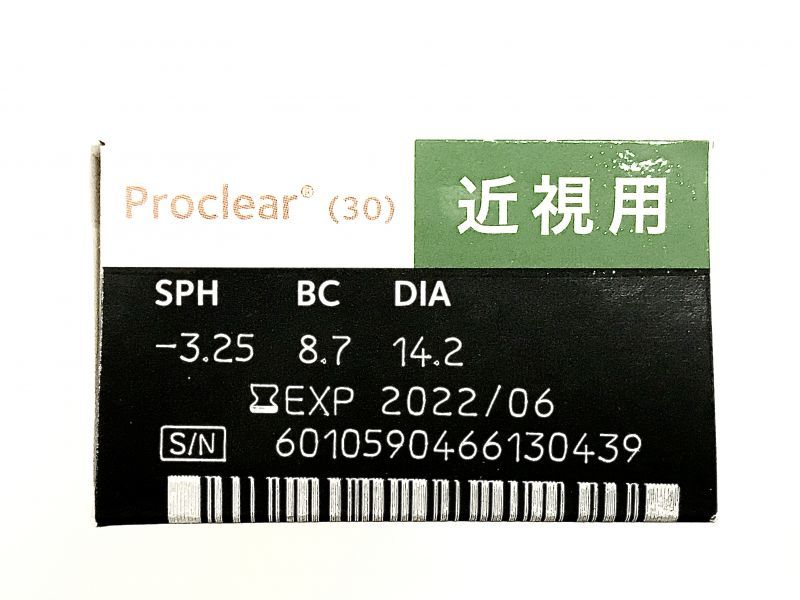 Proclear® (30) 近視用
SPH BC DIA
-3.25 8.7 14.2
EXP 2022/06
S/N 6010590466130439